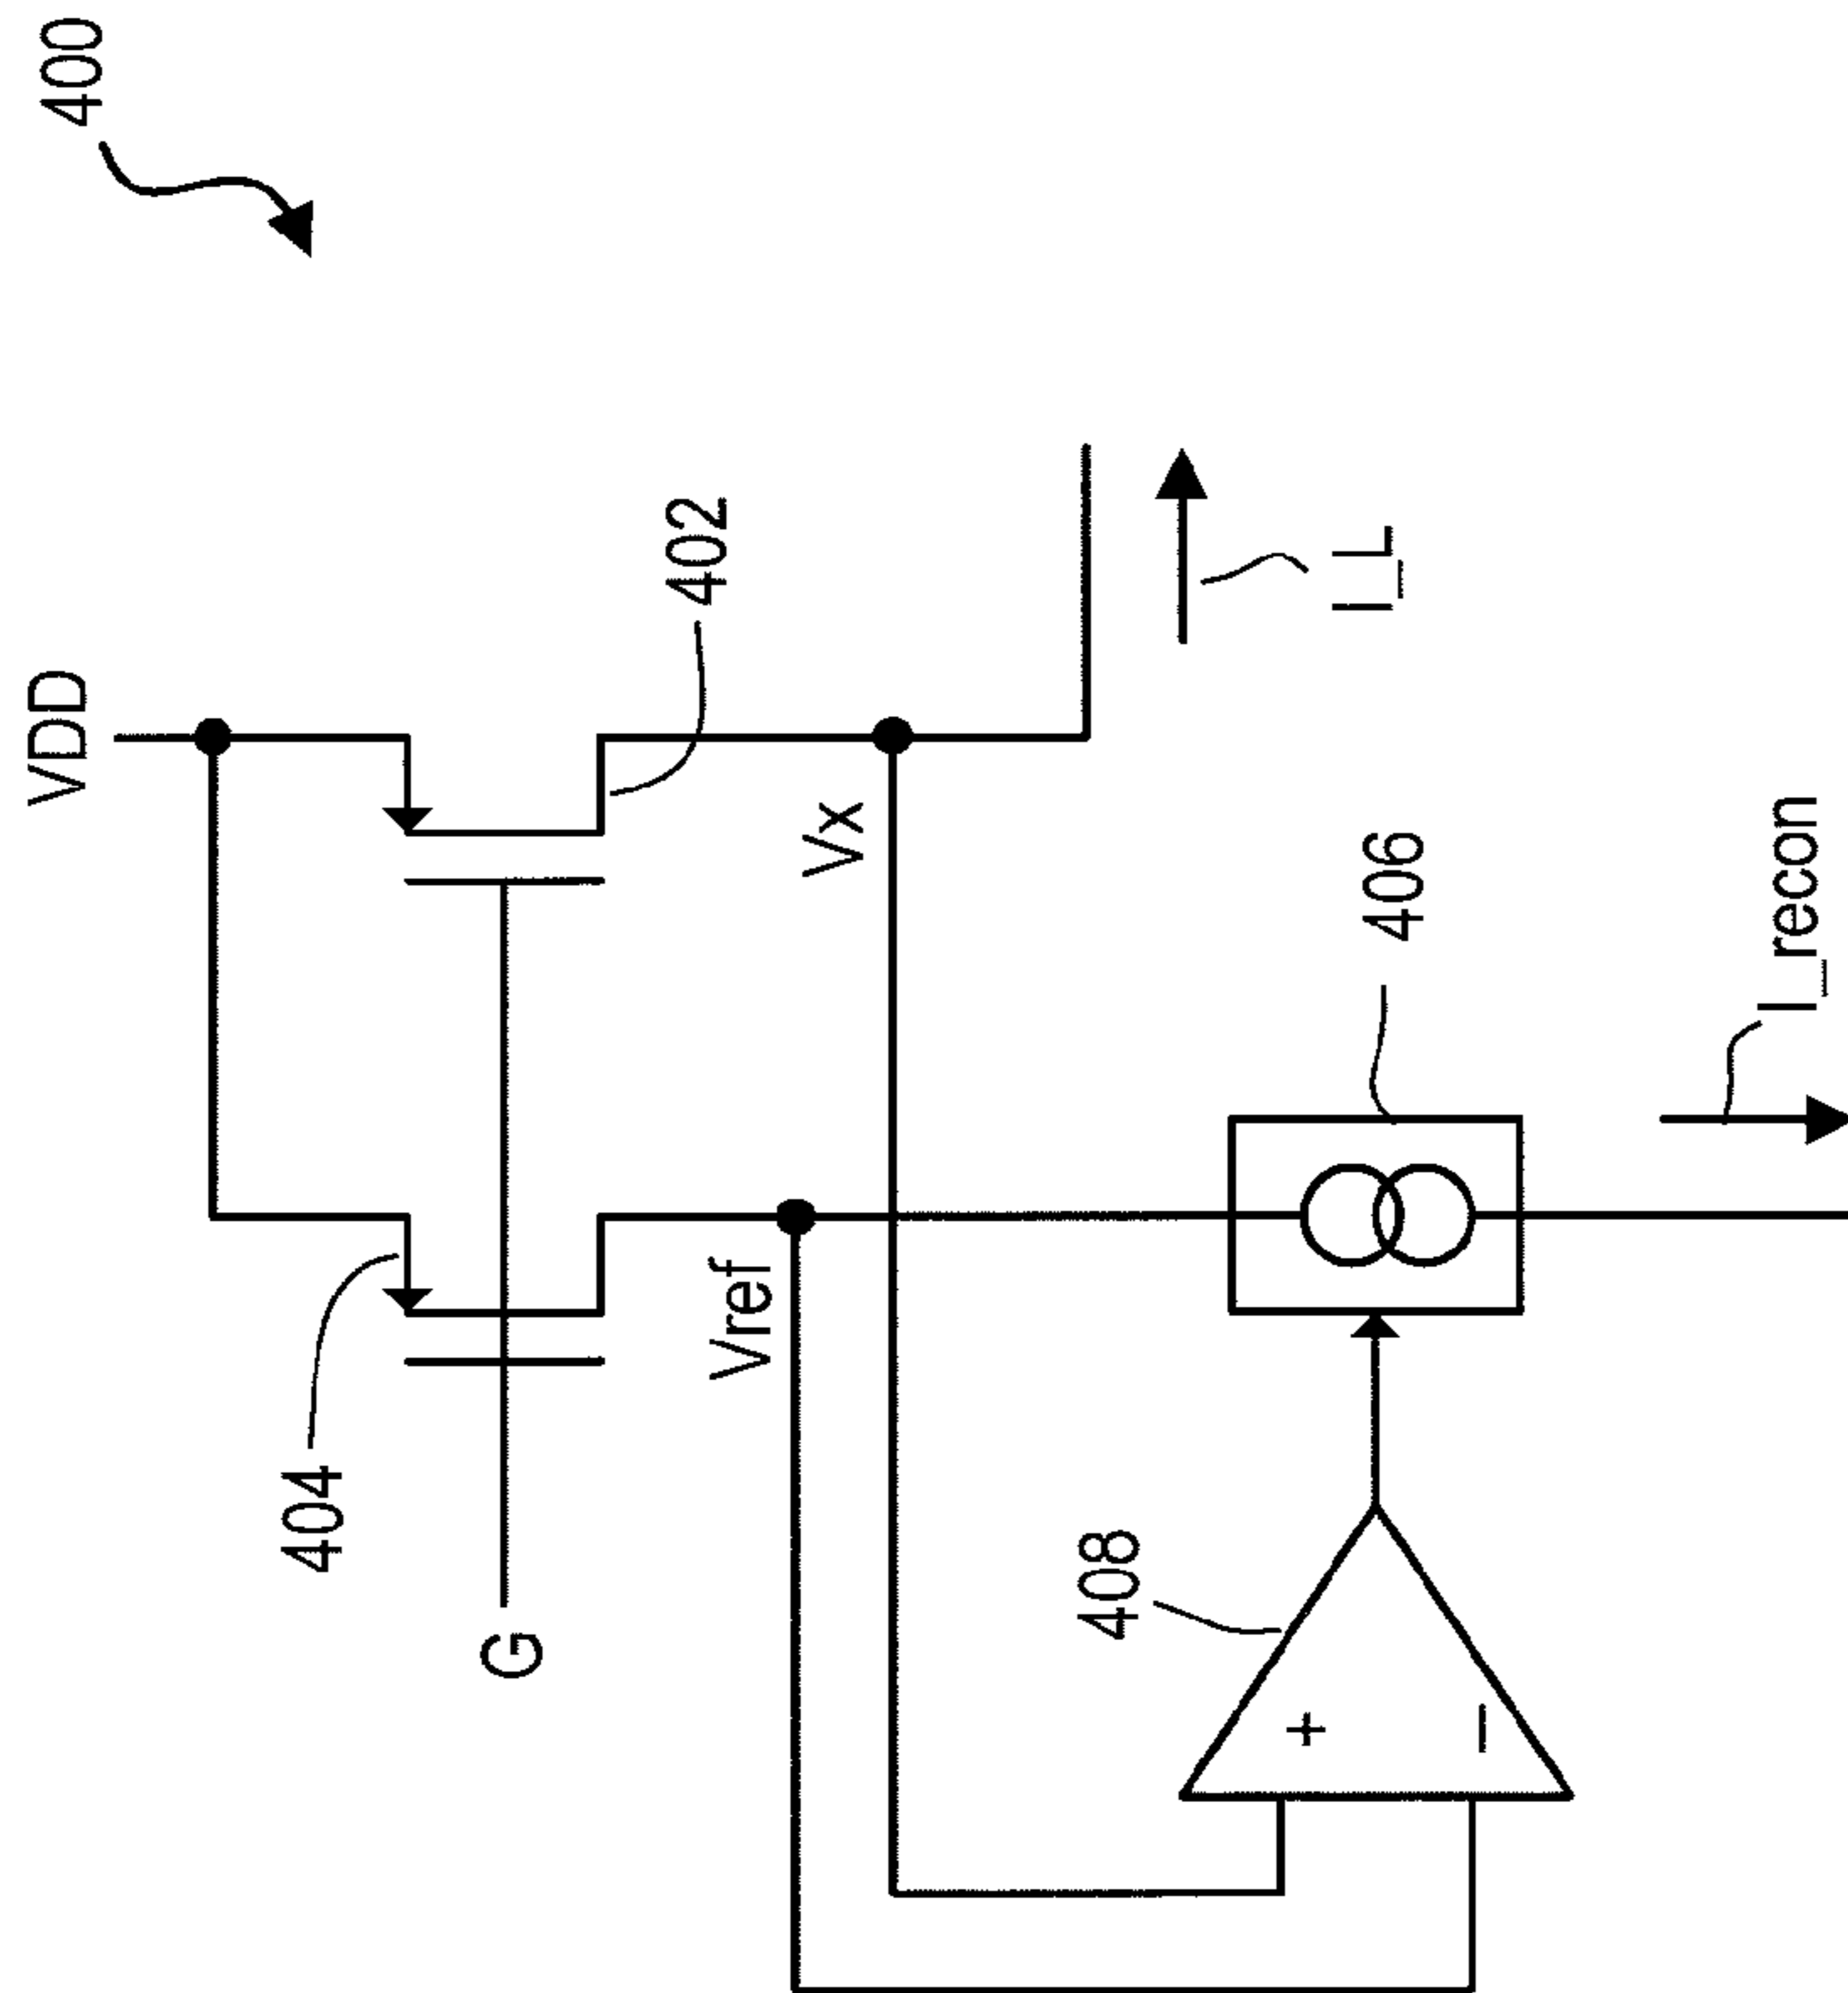 400
VDD
402
404
G
Vx
Vref
I_L
406
408
+
–
I_recon